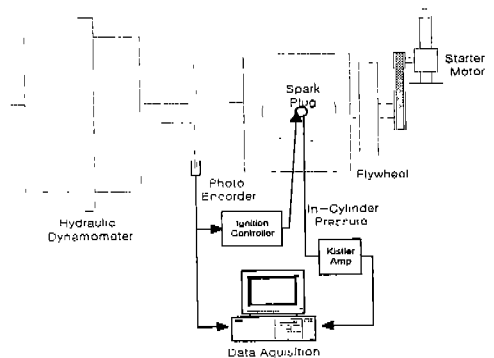 Starter
Motor
Spark
Plug
Flywheel
Photo
Encorder
Hydraulic
Dynamometer
Ignition
Controller
In-Cylinder
Pressure
Kistler
Amp
Data Aquisition